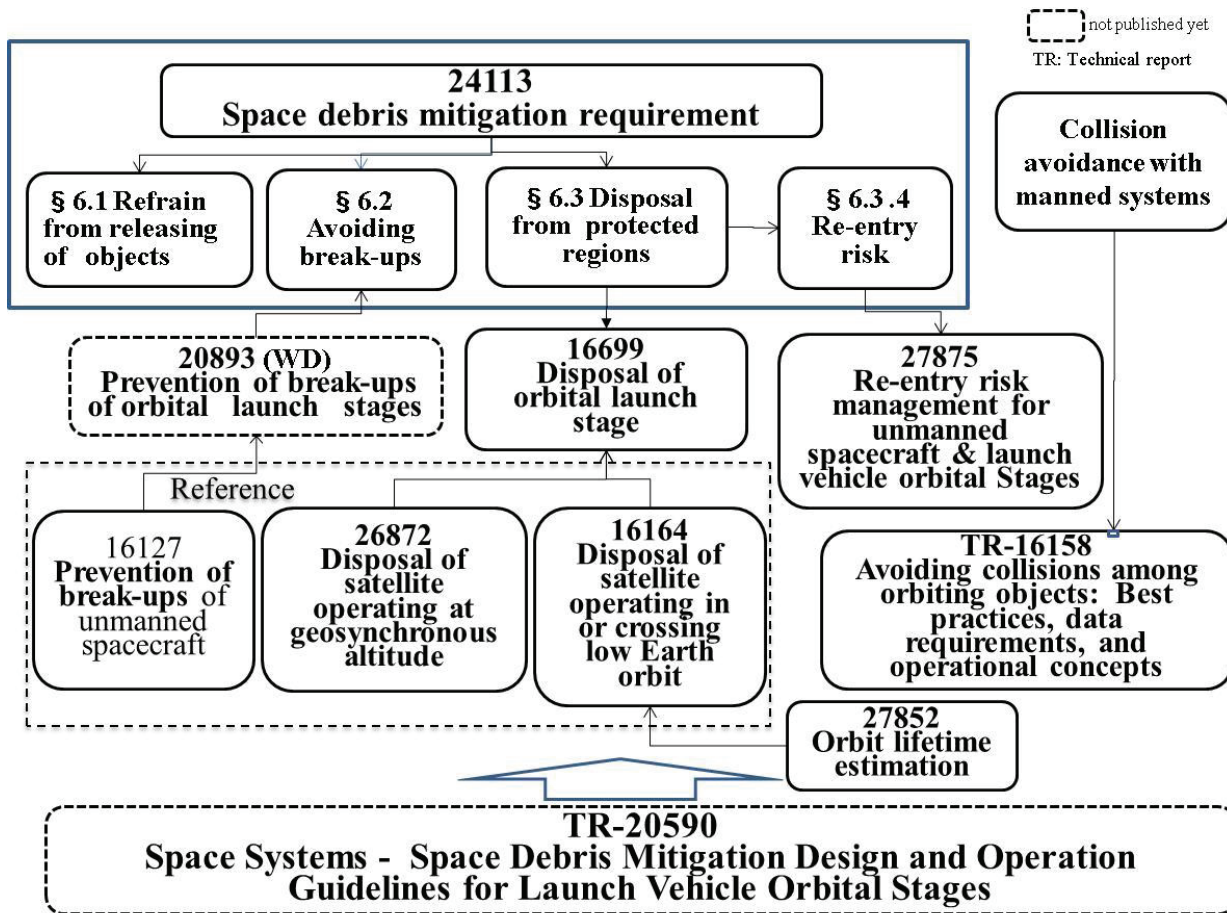 not published yet
TR: Technical report
24113
Space debris mitigation requirement
Collision
avoidance with
manned systems
§ 6.1 Refrain
from releasing
of objects
§ 6.2
Avoiding
break-ups
§ 6.3 Disposal
from protected
regions
§ 6.3.4
Re-entry
risk
20893 (WD)
Prevention of break-ups
of orbital launch stages
16699
Disposal of
orbital launch
stage
27875
Re-entry risk
management for
unmanned
spacecraft & launch
vehicle orbital Stages
Reference
16127
Prevention of
break-ups of
unmanned
spacecraft
26872
Disposal of
satellite
operating at
geosynchronous
altitude
16164
Disposal of
satellite
operating in
or crossing
low Earth
orbit
TR-16158
Avoiding collisions among
orbiting objects: Best
practices, data
requirements, and
operational concepts
27852
Orbit lifetime
estimation
TR-20590
Space Systems - Space Debris Mitigation Design and Operation
Guidelines for Launch Vehicle Orbital Stages